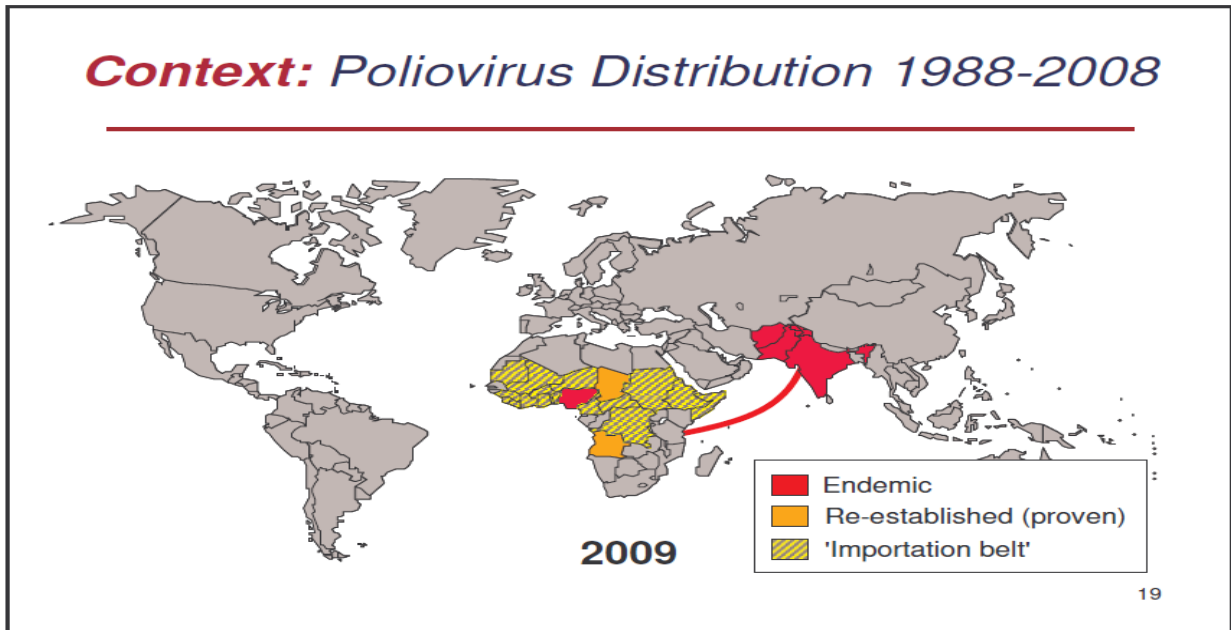 Context: Poliovirus Distribution 1988-2008
Endemic
Re-established (proven)
'Importation belt'
2009
19